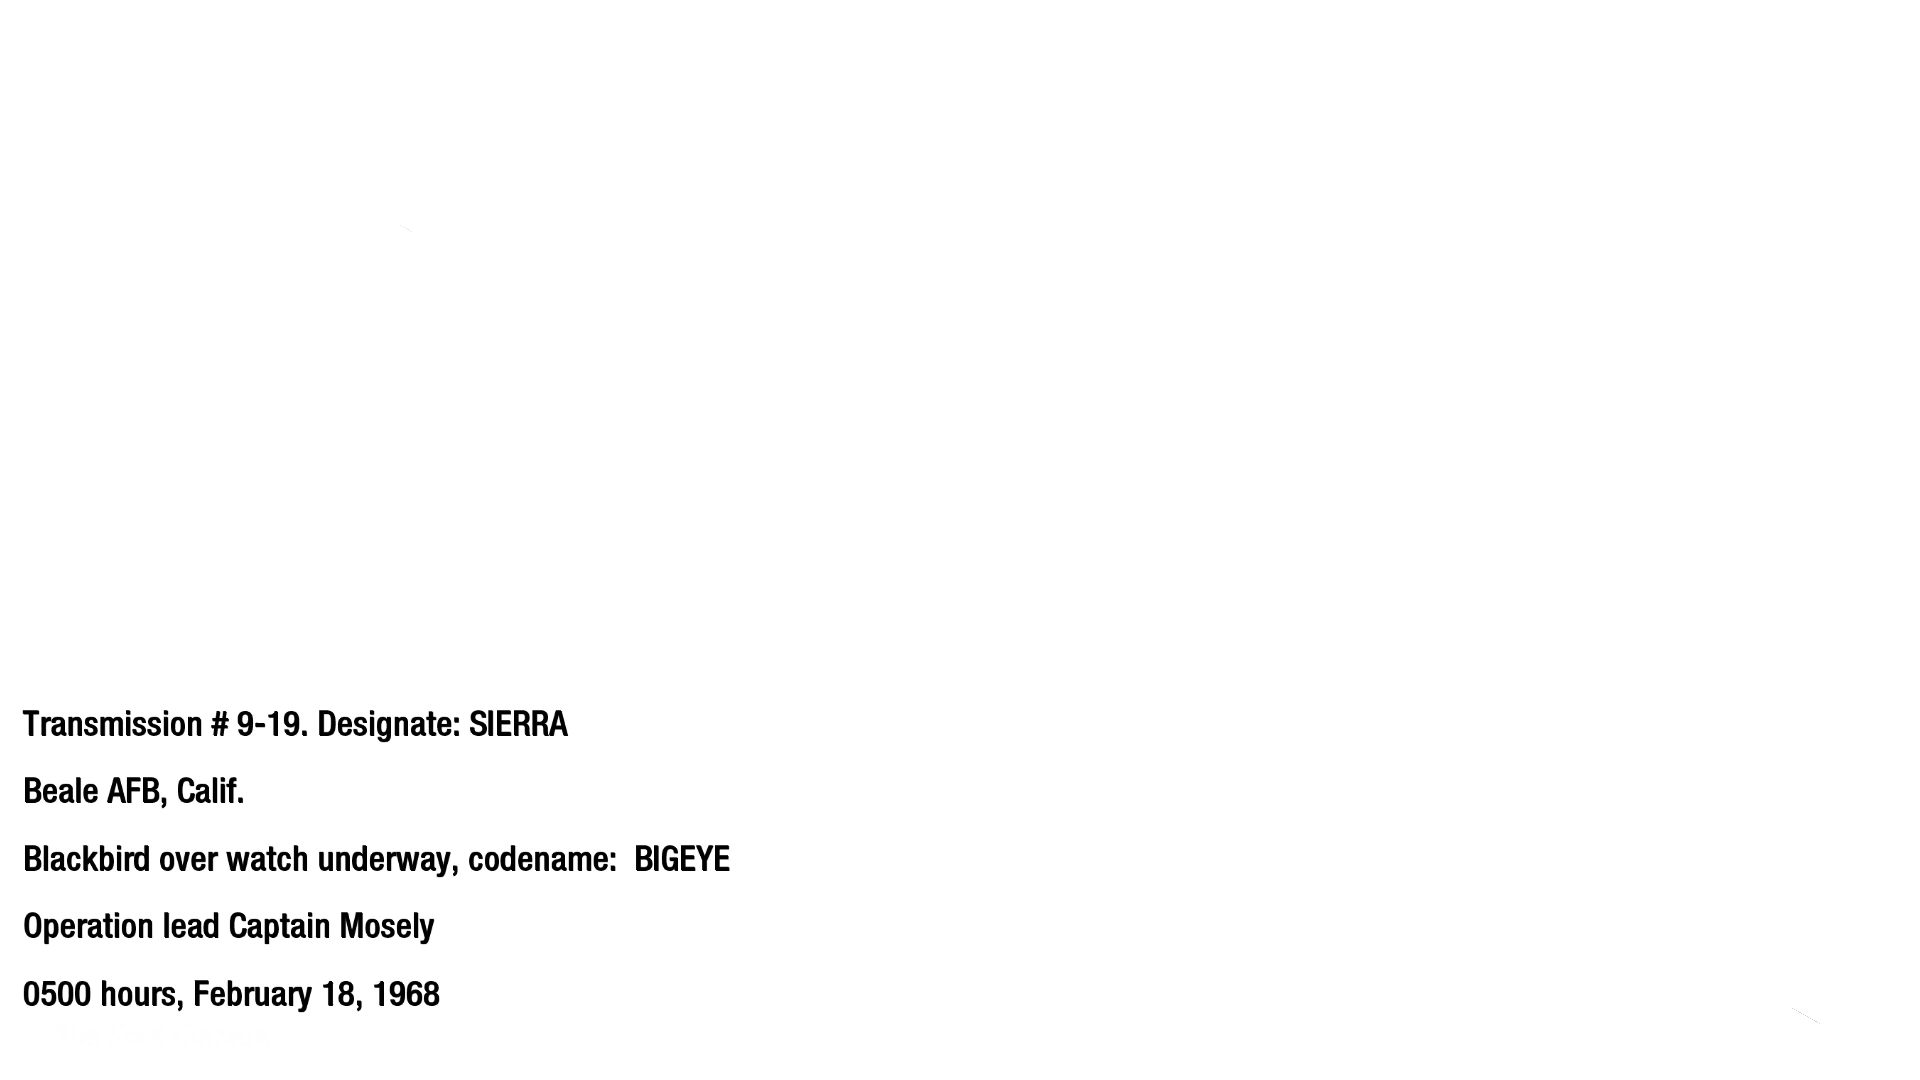 Transmission # 9-19. Designate: SIERRA
Beale AFB, Calif.
Blackbird over watch underway, codename:  BIGEYE
Operation lead Captain Mosely
0500 hours, February 18, 1968